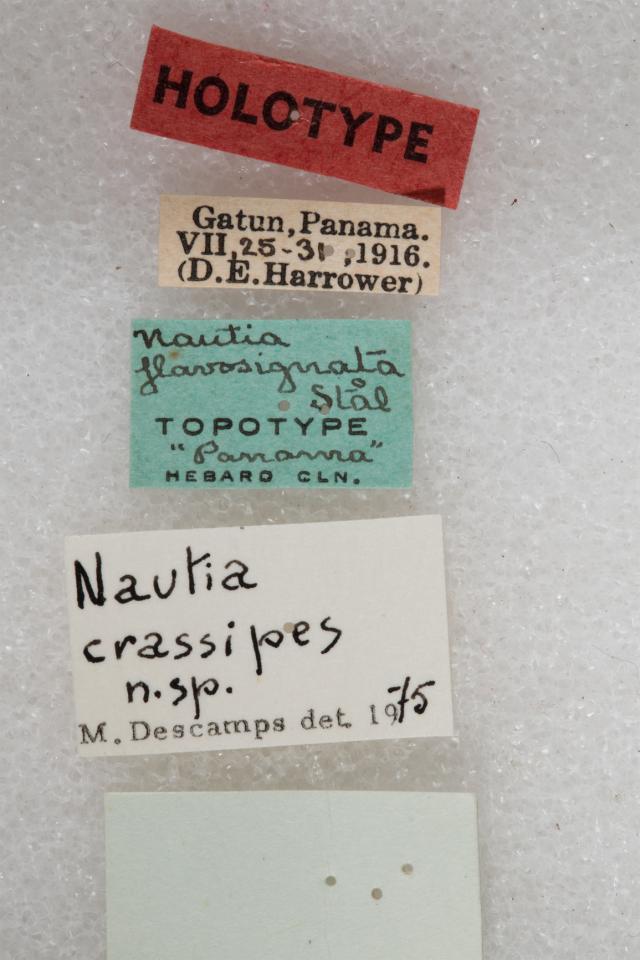 HOLOTYPE
Gatun, Panama.
VII, 25-31, 1916.
(D.E. Harrower)
Nautia
flavosignata
Stål
TOPOTYPE
"Panama"
HEBARD CLN.
Nautia
crassipes
n.sp.
M. Descamps det. 1975